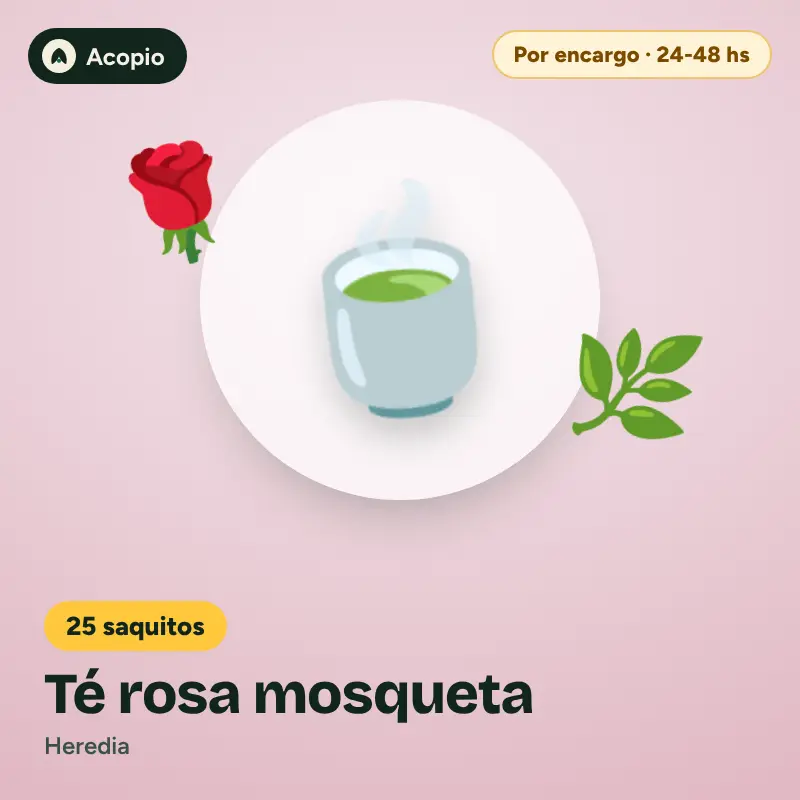 Acopio
Por encargo · 24-48 hs
25 saquitos
Té rosa mosqueta
Heredia